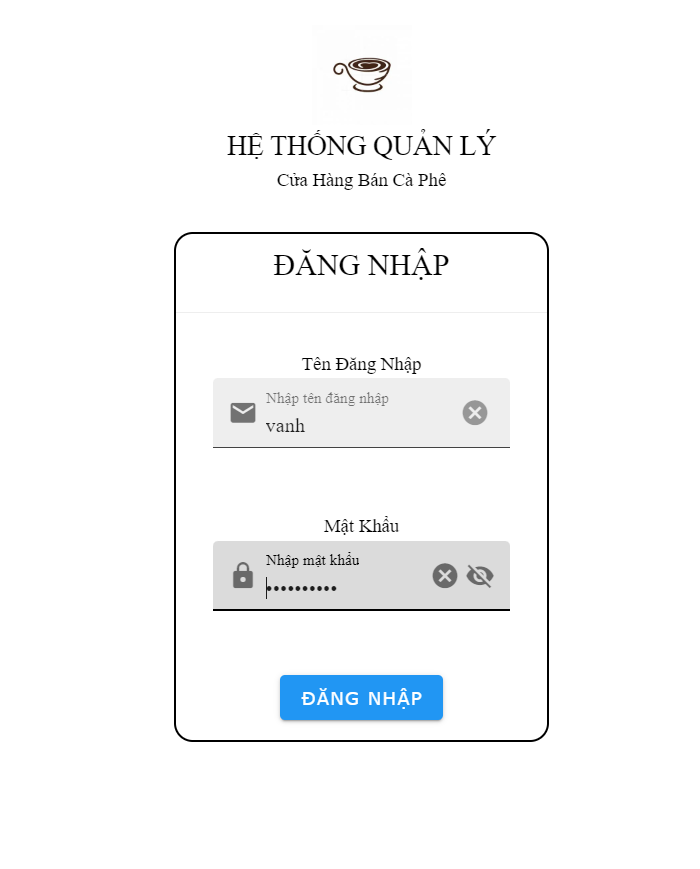 HỆ THỐNG QUẢN LÝ
Cửa Hàng Bán Cà Phê
ĐĂNG NHẬP
Tên Đăng Nhập
Nhập tên đăng nhập
vanh
Mật Khẩu
Nhập mật khẩu
••••••••••
ĐĂNG NHẬP